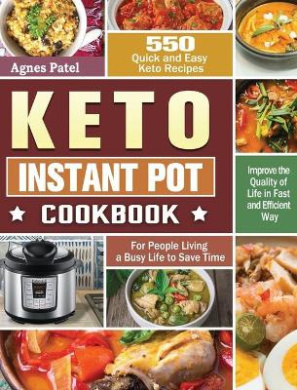 Agnes Patel
550
Quick and Easy
Keto Recipes
KETO
INSTANT POT
COOKBOOK
Improve the
Quality of
Life in Fast
and Efficient
Way
For People Living
a Busy Life to Save Time